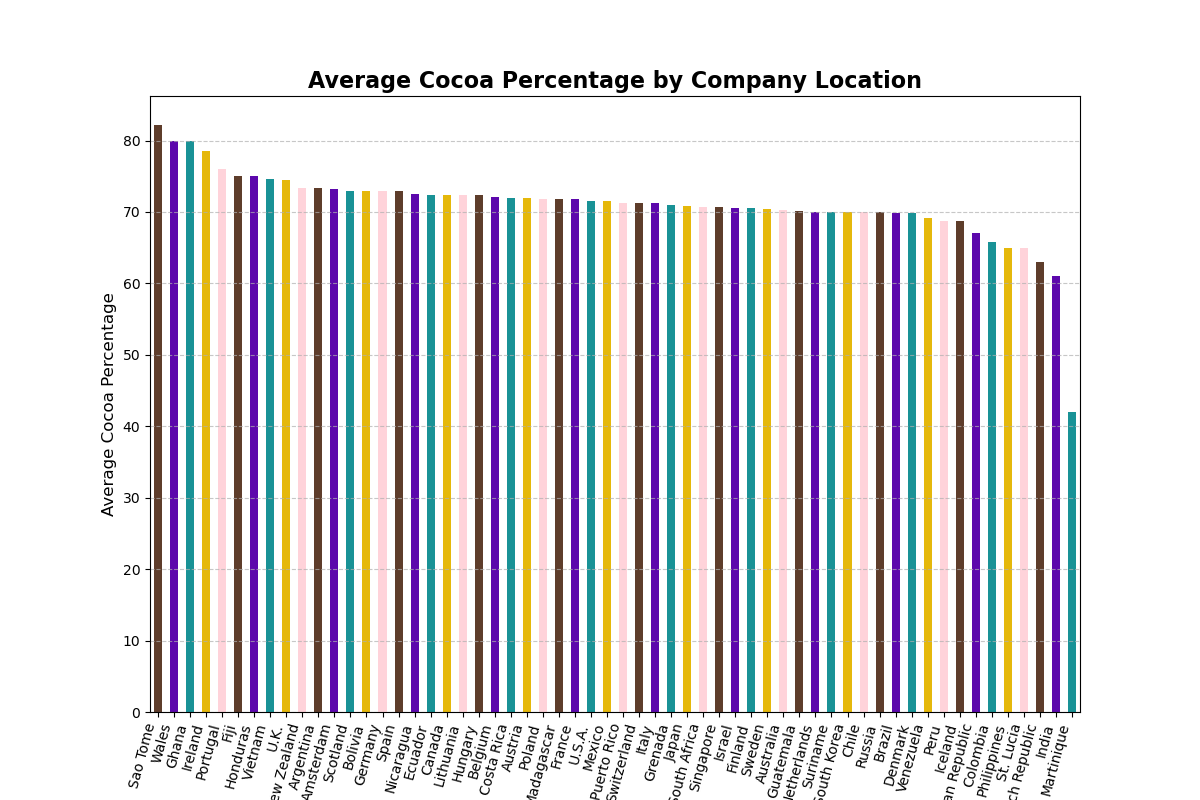 Average Cocoa Percentage by Company Location
Average Cocoa Percentage
80
70
60
50
40
30
20
10
0
Sao Tome
Wales
Ghana
Ireland
Portugal
Fiji
Honduras
Vietnam
U.K.
Zealand
Argentina
Amsterdam
Scotland
Bolivia
Germany
Spain
Nicaragua
Ecuador
Canada
Lithuania
Hungary
Belgium
Costa Rica
Austria
Poland
Madagascar
France
U.S.A.
Mexico
Puerto Rico
Switzerland
Italy
Grenada
Japan
South Africa
Singapore
Israel
Finland
Sweden
Australia
Guatemala
Netherlands
Suriname
South Korea
Chile
Russia
Brazil
Denmark
Venezuela
Peru
Iceland
Republic
Colombia
Philippines
St. Lucia
Republic
India
Martinique